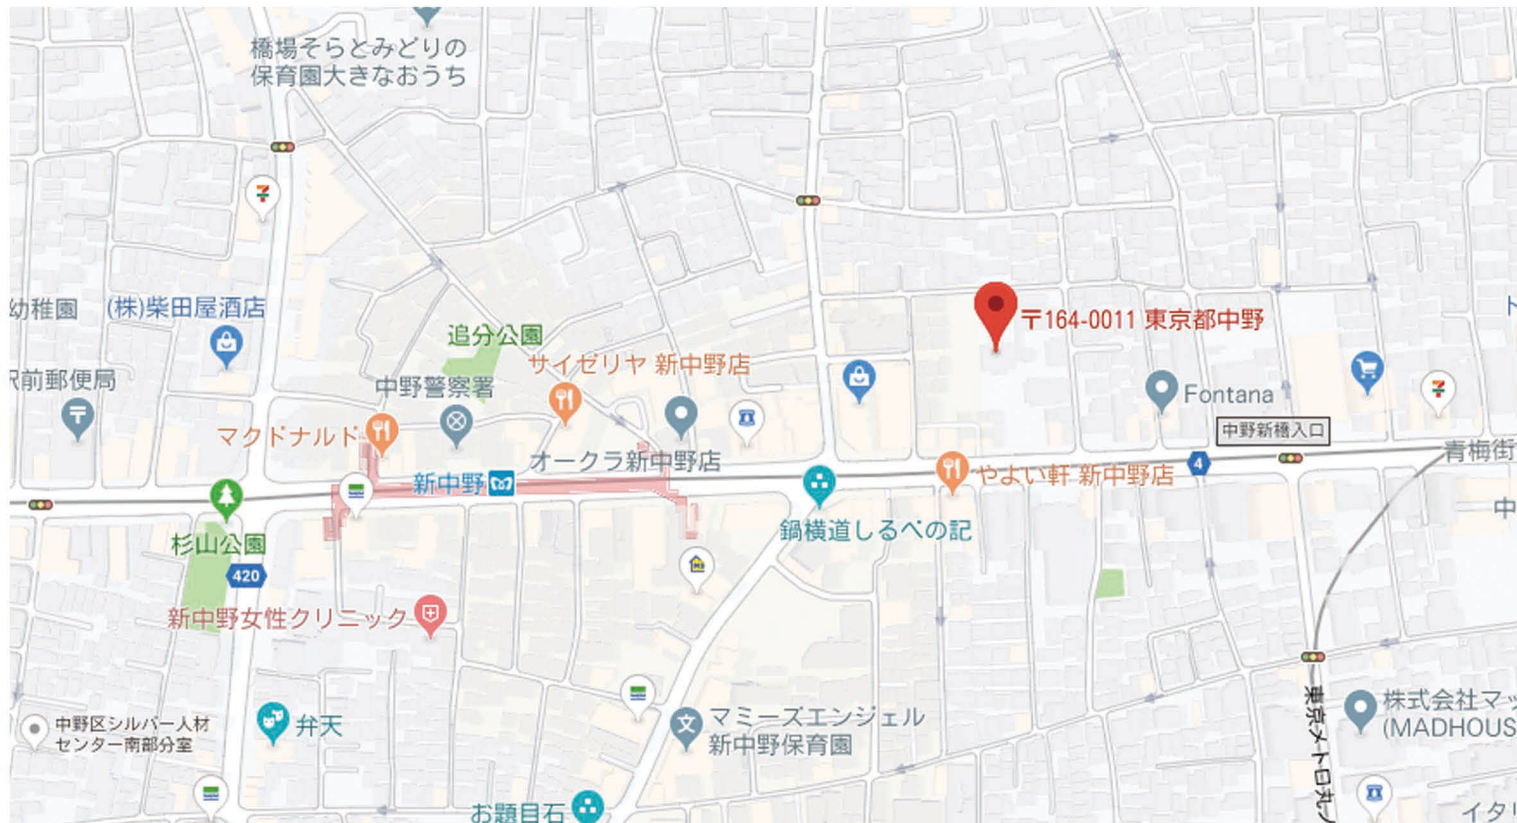 橋場そらとみどりの
保育園大きなおうち
幼稚園
(株)柴田屋酒店
追分公園
〒164-0011 東京都中野
サイゼリヤ 新中野店
駅前郵便局
中野警察署
Fontana
マクドナルド
中野新橋入口
オークラ新中野店
青梅街
新中野
4
やよい軒 新中野店
中
鍋横道しるべの記
杉山公園
420
新中野女性クリニック
中野区シルバー人材
センター南部分室
弁天
マミーズエンジェル
新中野保育園
株式会社マッ
(MADHOUS
東京メトロ丸ノ
お題目石
イタ